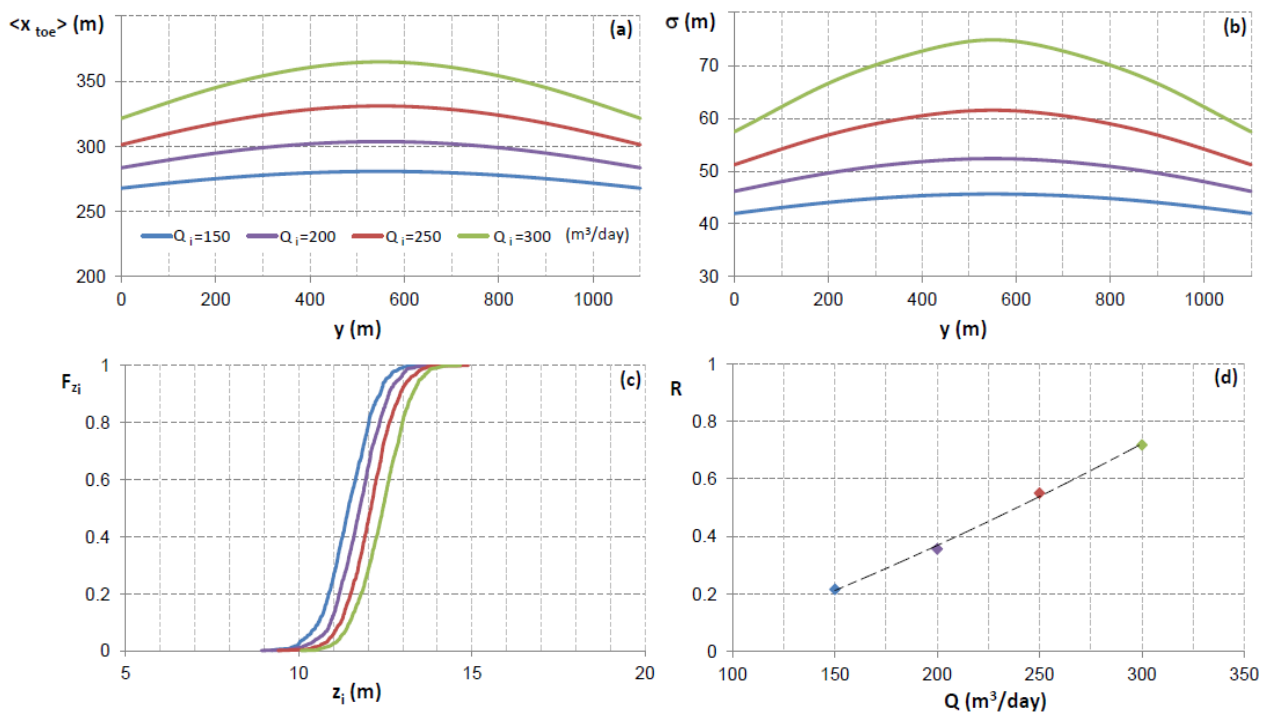 <x toe> (m)
(a)
400
350
300
250
200
Q i=150 Q i=200 Q i=250 Q i=300 (m³/day)
0 200 400 600 800 1000
y (m)
σ (m)
(b)
70
60
50
40
30
0 200 400 600 800 1000
y (m)
F zi
(c)
1
0.8
0.6
0.4
0.2
0
5 10 15 20
z i (m)
R
(d)
1
0.8
0.6
0.4
0.2
0
100 150 200 250 300 350
Q (m³/day)